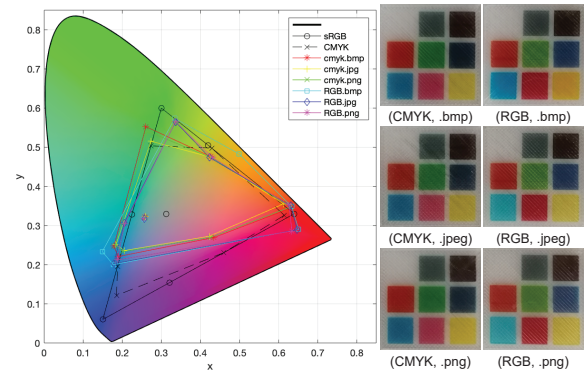 0.8
0.7
0.6
0.5
0.4
0.3
0.2
0.1
0
y
0 0.1 0.2 0.3 0.4 0.5 0.6 0.7 0.8
x
sRGB
CMYK
cmyk.bmp
cmyk.jpg
cmyk.png
RGB.bmp
RGB.jpg
RGB.png
(CMYK, .bmp) (RGB, .bmp)
(CMYK, .jpeg) (RGB, .jpeg)
(CMYK, .png) (RGB, .png)